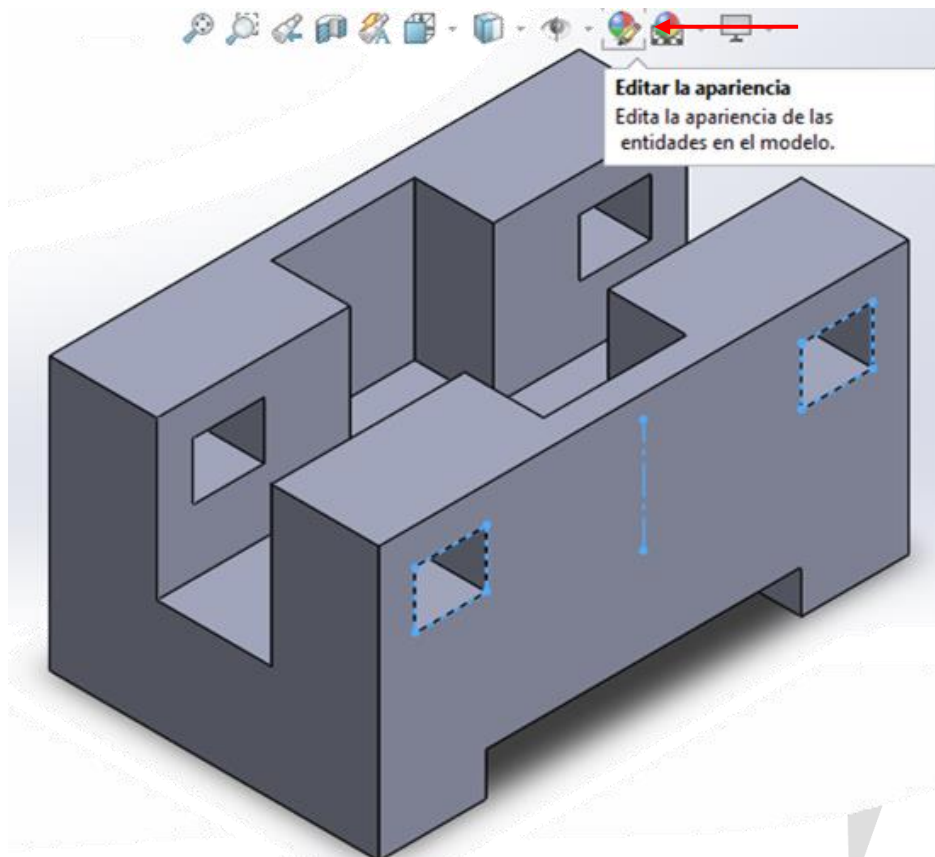 Editar la apariencia
Edita la apariencia de las
entidades en el modelo.